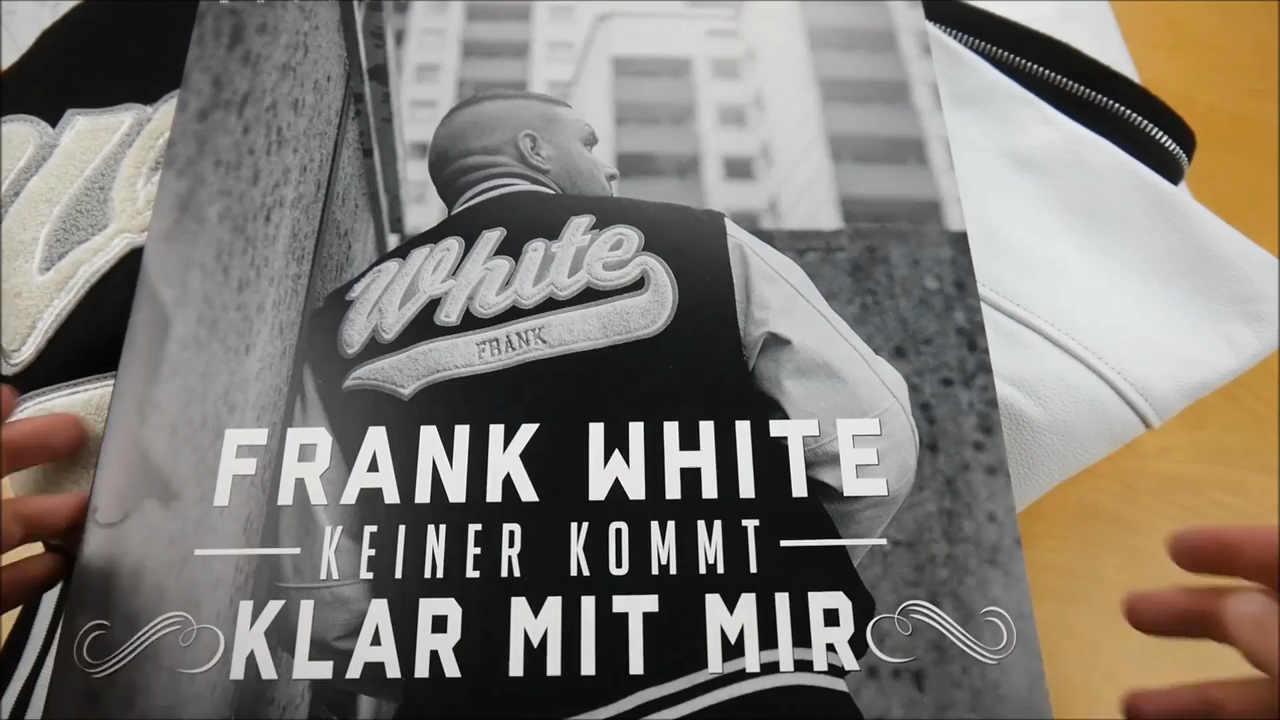 White
FRANK
FRANK WHITE
KEINER KOMMT
KLAR MIT MIR